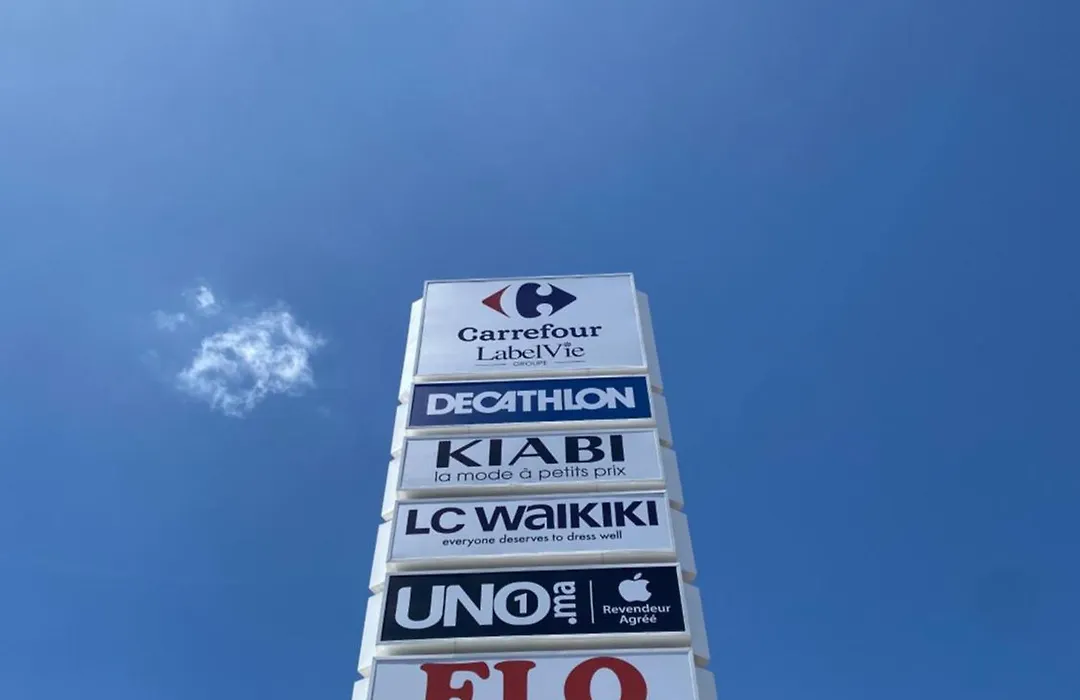 Carrefour
LabelVie
GROUPE
DECATHLON
KIABI
la mode à petits prix
LC WAIKIKI
everyone deserves to dress well
UNO1.ma
Revendeur
Agréé
FLO